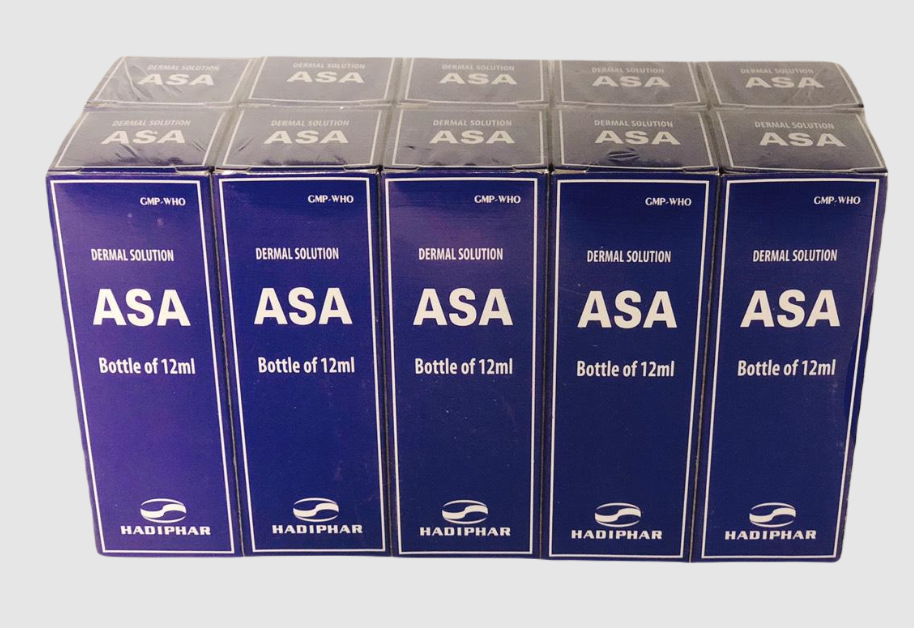 DERMAL SOLUTION
ASA
DERMAL SOLUTION
ASA
DERMAL SOLUTION
ASA
DERMAL SOLUTION
ASA
DERMAL SOLUTION
ASA
DERMAL SOLUTION
ASA
DERMAL SOLUTION
ASA
DERMAL SOLUTION
ASA
DERMAL SOLUTION
ASA
DERMAL SOLUTION
ASA
GMP-WHO
DERMAL SOLUTION
ASA
Bottle of 12ml
HADIPHAR
GMP-WHO
DERMAL SOLUTION
ASA
Bottle of 12ml
HADIPHAR
GMP-WHO
DERMAL SOLUTION
ASA
Bottle of 12ml
HADIPHAR
GMP-WHO
DERMAL SOLUTION
ASA
Bottle of 12ml
HADIPHAR
GMP-WHO
DERMAL SOLUTION
ASA
Bottle of 12ml
HADIPHAR